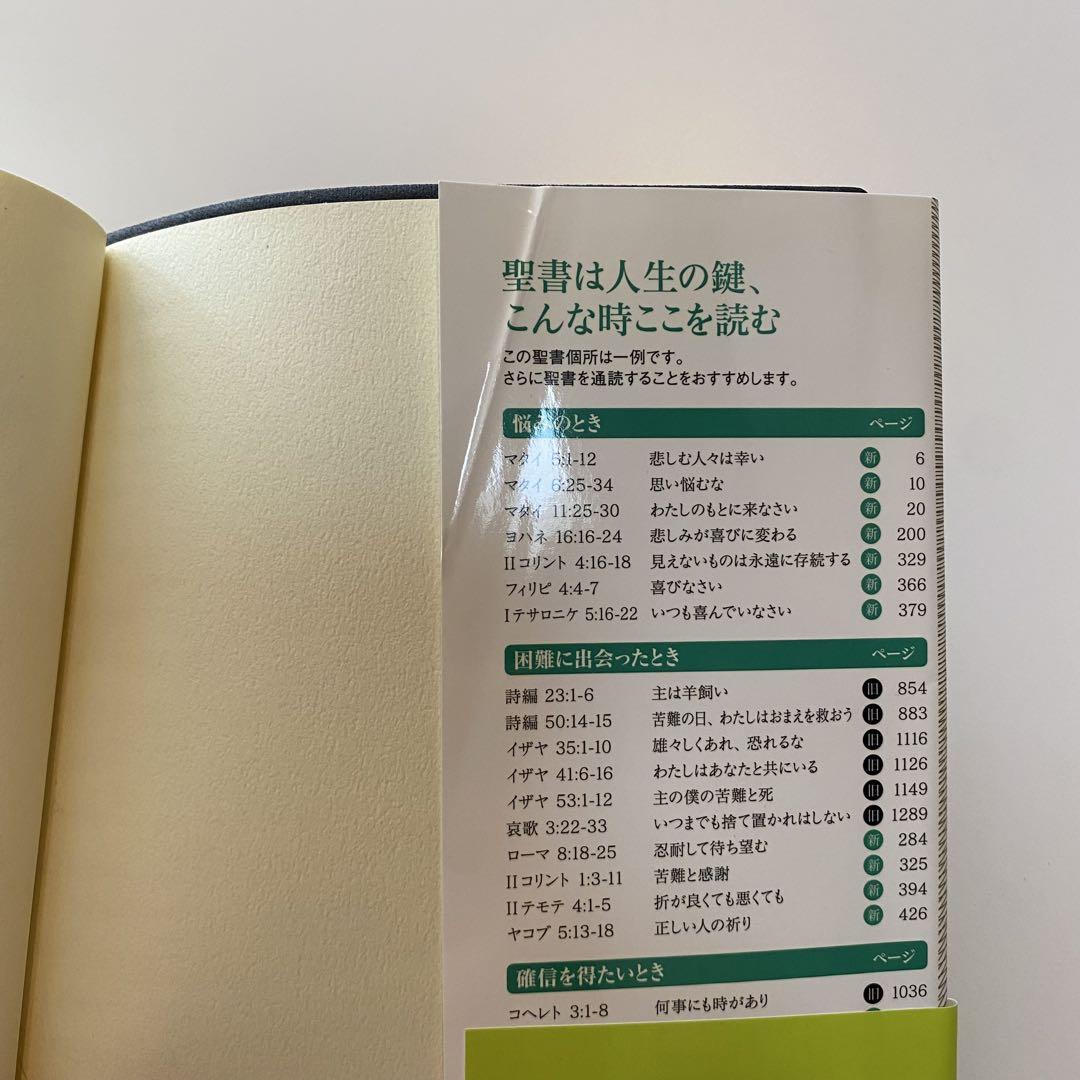 聖書は人生の鍵、
こんな時ここを読む
この聖書個所は一例です。
さらに聖書を通読することをおすすめします。
悩みのとき ページ
マタイ 5:1-12 悲しむ人々は幸い 新 6
マタイ 6:25-34 思い悩むな 新 10
マタイ 11:25-30 わたしのもとに来なさい 新 20
ヨハネ 16:16-24 悲しみが喜びに変わる 新 200
IIコリント 4:16-18 見えないものは永遠に存続する 新 329
フィリピ 4:4-7 喜びなさい 新 366
Iテサロニケ 5:16-22 いつも喜んでいなさい 新 379
困難に出会ったとき ページ
詩編 23:1-6 主は羊飼い 旧 854
詩編 50:14-15 苦難の日、わたしはおまえを救おう 旧 883
イザヤ 35:1-10 雄々しくあれ、恐れるな 旧 1116
イザヤ 41:6-16 わたしはあなたと共にいる 旧 1126
イザヤ 53:1-12 主の僕の苦難と死 旧 1149
哀歌 3:22-33 いつまでも捨て置かれはしない 旧 1289
ローマ 8:18-25 忍耐して待ち望む 新 284
IIコリント 1:3-11 苦難と感謝 新 325
IIテモテ 4:1-5 折が良くても悪くても 新 394
ヤコブ 5:13-18 正しい人の祈り 新 426
確信を得たいとき ページ
コヘレト 3:1-8 何事にも時があり 旧 1036